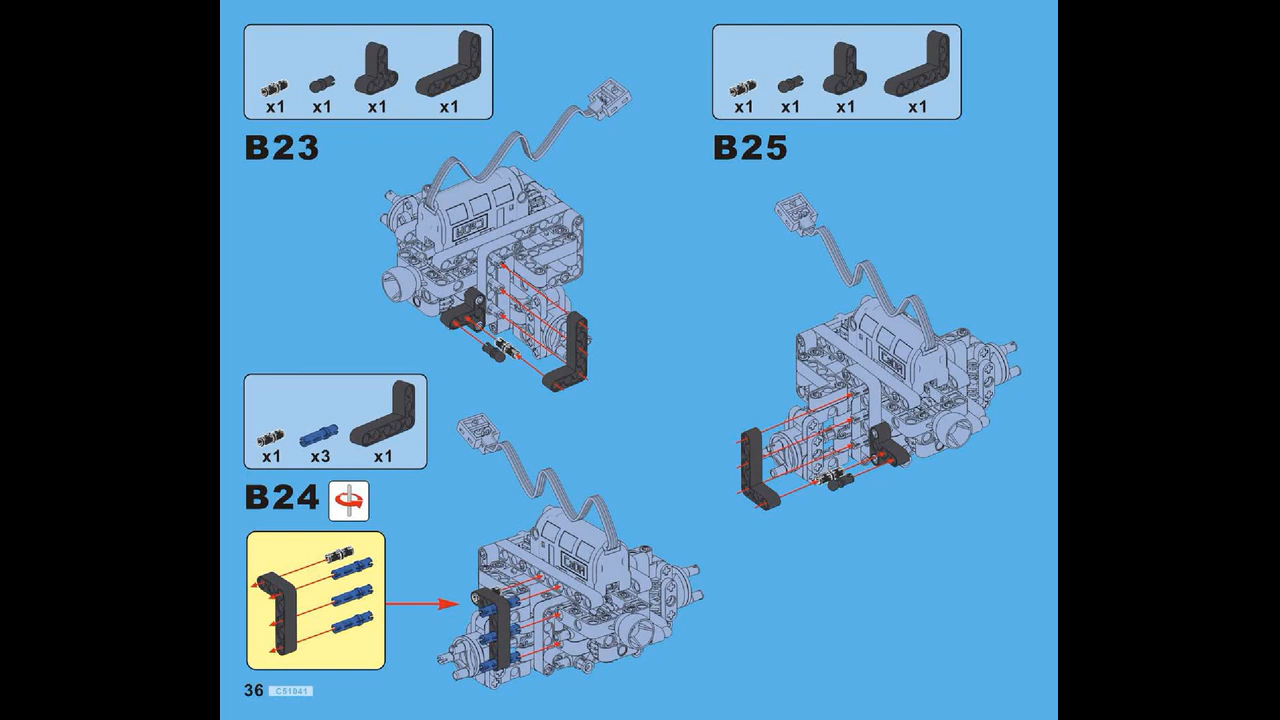 x1 x1 x1 x1
B23
x1 x3 x1
B24
36 C51041
x1 x1 x1 x1
B25